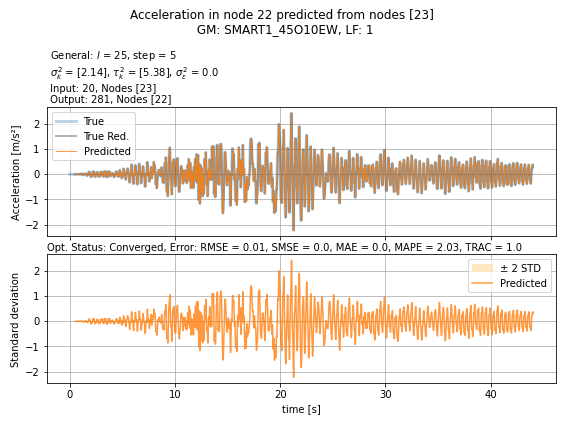 Acceleration in node 22 predicted from nodes [23]
GM: SMART1_45O10EW, LF: 1
General: l = 25, step = 5
σ²ₖ = [2.14], τ²ₖ = [5.38], σ²ε = 0.0
Input: 20, Nodes [23]
Output: 281, Nodes [22]
True
True Red.
Predicted
Acceleration [m/s²]
2
1
0
−1
−2
Opt. Status: Converged, Error: RMSE = 0.01, SMSE = 0.0, MAE = 0.0, MAPE = 2.03, TRAC = 1.0
± 2 STD
Predicted
Standard deviation
2
1
0
−1
−2
0 10 20 30 40
time [s]